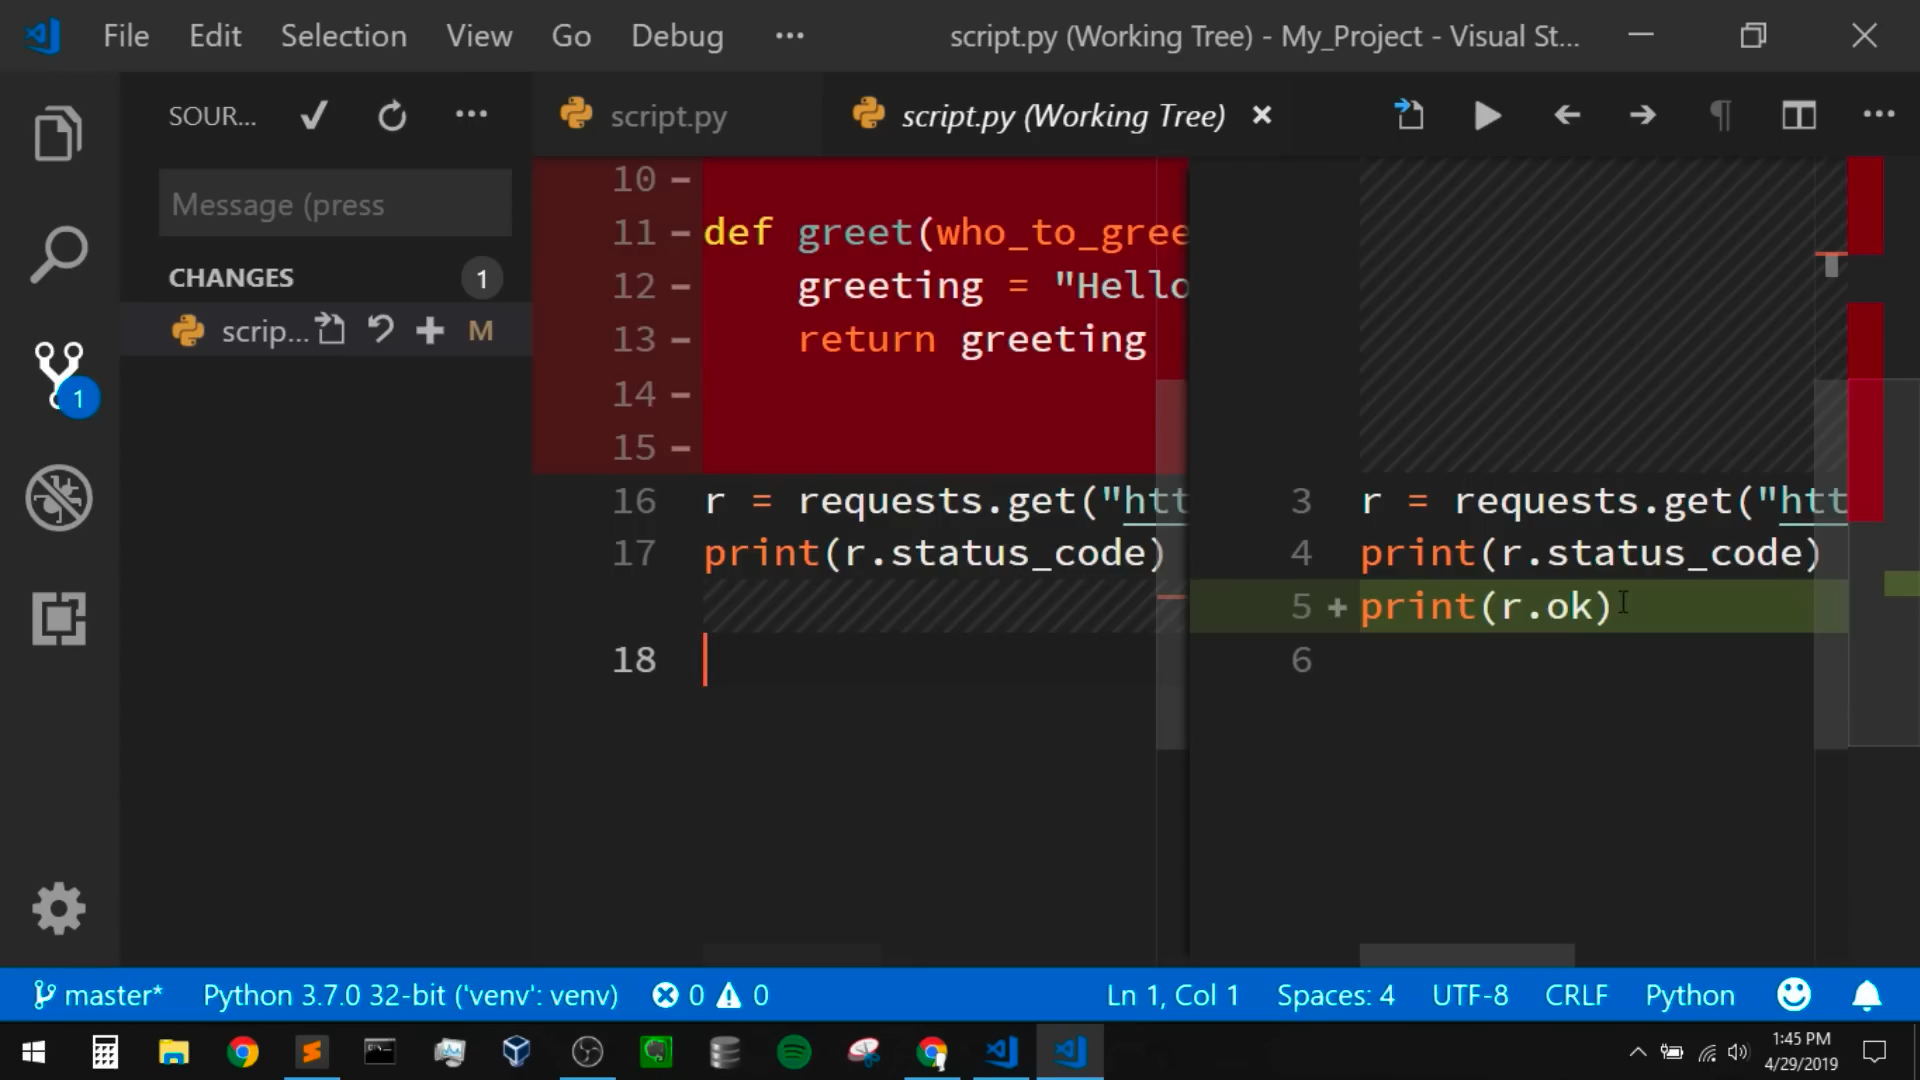 File Edit Selection View Go Debug ··· script.py (Working Tree) - My_Project - Visual St...
SOUR... ···
script.py
script.py (Working Tree) ×
···
Message (press
CHANGES 1
scrip... M
1
10 -
11 - def greet(who_to_gree
12 - greeting = "Hello
13 - return greeting
14 -
15 -
16 r = requests.get("htt
17 print(r.status_code)
18
3 r = requests.get("htt
4 print(r.status_code)
5 + print(r.ok)
6
master* Python 3.7.0 32-bit ('venv': venv) 0 0 Ln 1, Col 1 Spaces: 4 UTF-8 CRLF Python
1:45 PM
4/29/2019